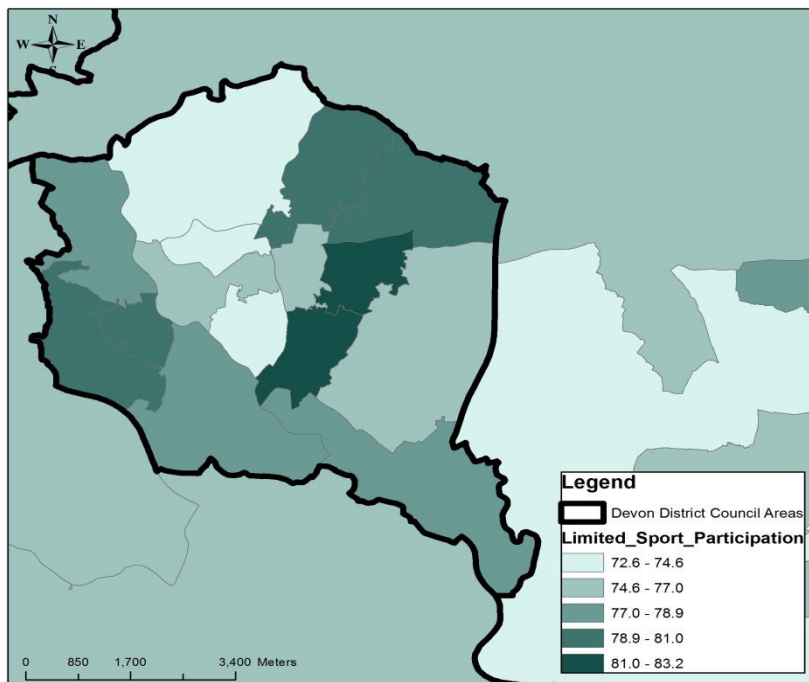 N
W E
S
Legend
Devon District Council Areas
Limited_Sport_Participation
72.6 - 74.6
74.6 - 77.0
77.0 - 78.9
78.9 - 81.0
81.0 - 83.2
0 850 1,700 3,400 Meters